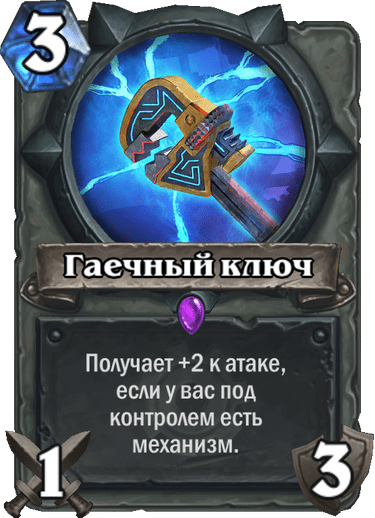 3
Гаечный ключ
Получает +2 к атаке,
если у вас под
контролем есть
механизм.
1
3